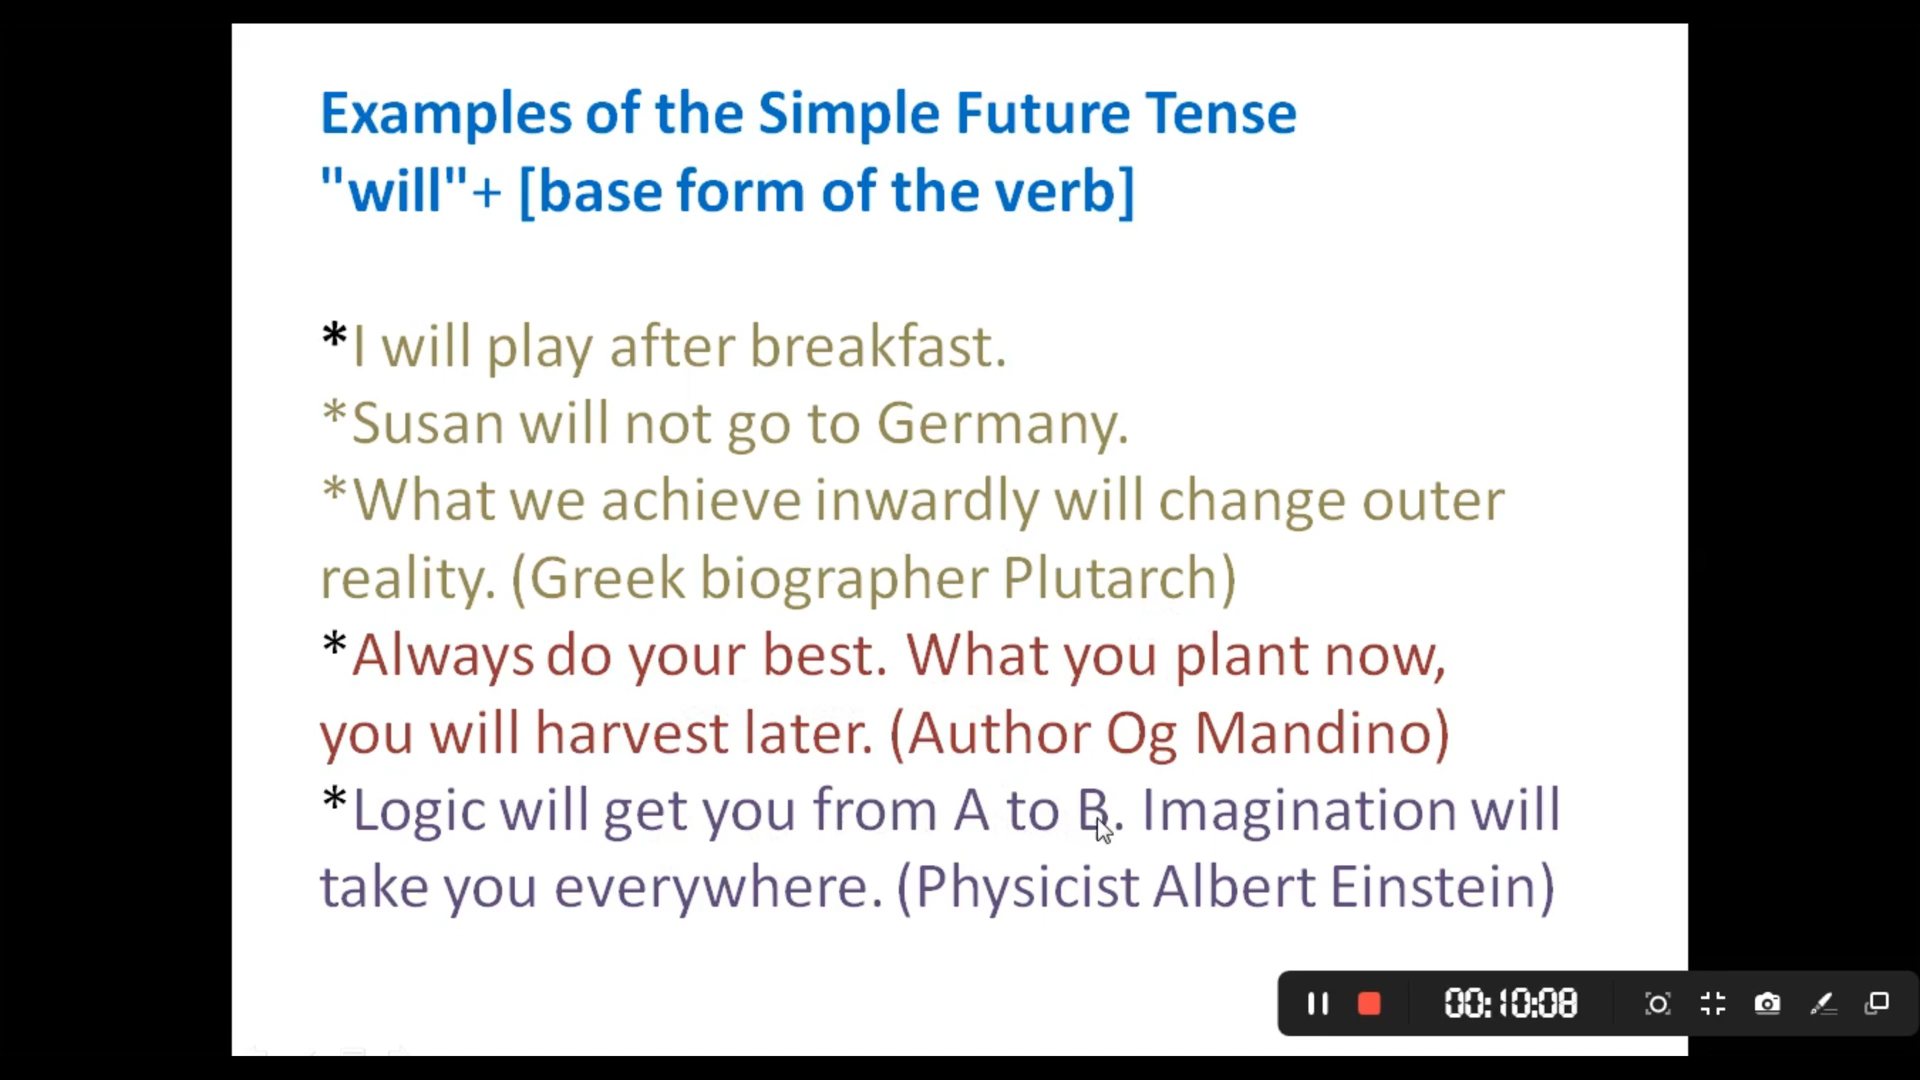 Examples of the Simple Future Tense
"will"+ [base form of the verb]
*I will play after breakfast.
*Susan will not go to Germany.
*What we achieve inwardly will change outer
reality. (Greek biographer Plutarch)
*Always do your best. What you plant now,
you will harvest later. (Author Og Mandino)
*Logic will get you from A to B. Imagination will
take you everywhere. (Physicist Albert Einstein)
00:10:08